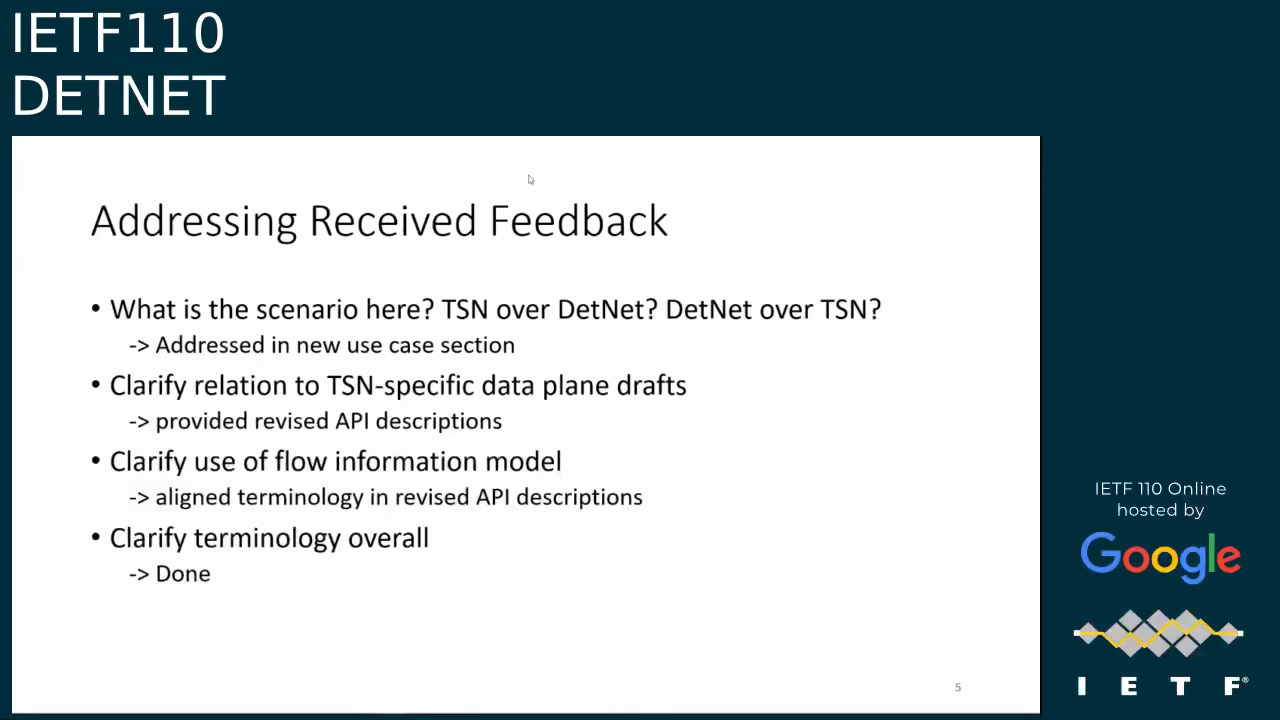 IETF110
DETNET
Addressing Received Feedback
• What is the scenario here? TSN over DetNet? DetNet over TSN?
-> Addressed in new use case section
• Clarify relation to TSN-specific data plane drafts
-> provided revised API descriptions
• Clarify use of flow information model
-> aligned terminology in revised API descriptions
• Clarify terminology overall
-> Done
5
IETF 110 Online
hosted by
Google
I E T F®